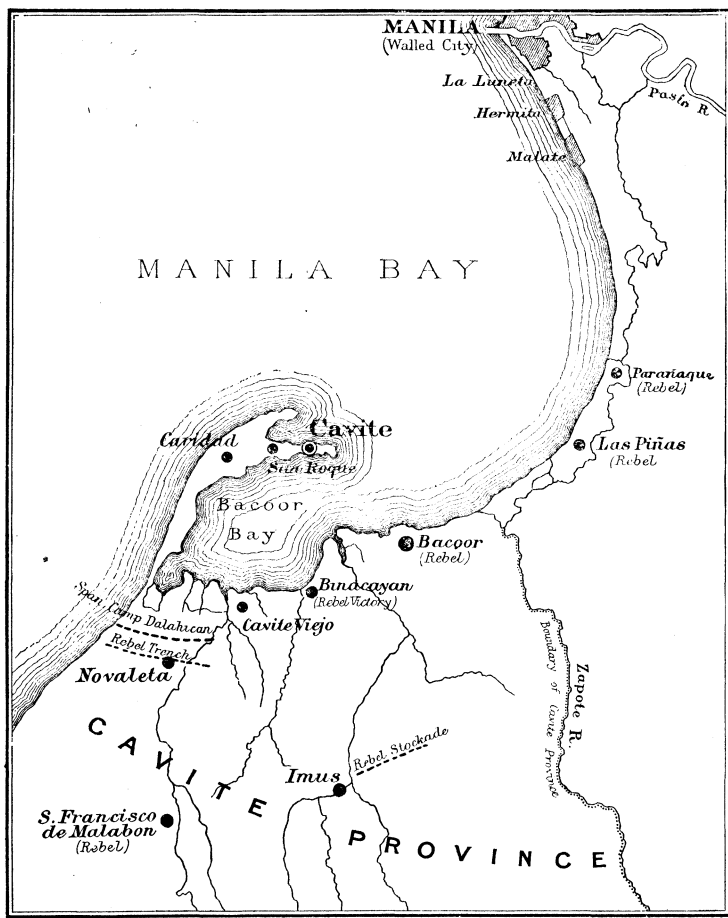 MANILA
(Walled City)
La Luneta
Hermita
Malate
Pasig R
MANILA BAY
Parañaque
(Rebel)
Las Piñas
(Rebel
Cavite
Caridad
San Roque
Bacoor
Bay
Bacoor
(Rebel)
Binacayan
(Rebel Victory)
Cavite Viejo
Span. Camp Dalahican
Rebel Trench
Novaleta
Zapote R.
Boundary of Cavite Province
Rebel Stockade
Imus
S. Francisco
de Malabon
(Rebel)
CAVITE PROVINCE